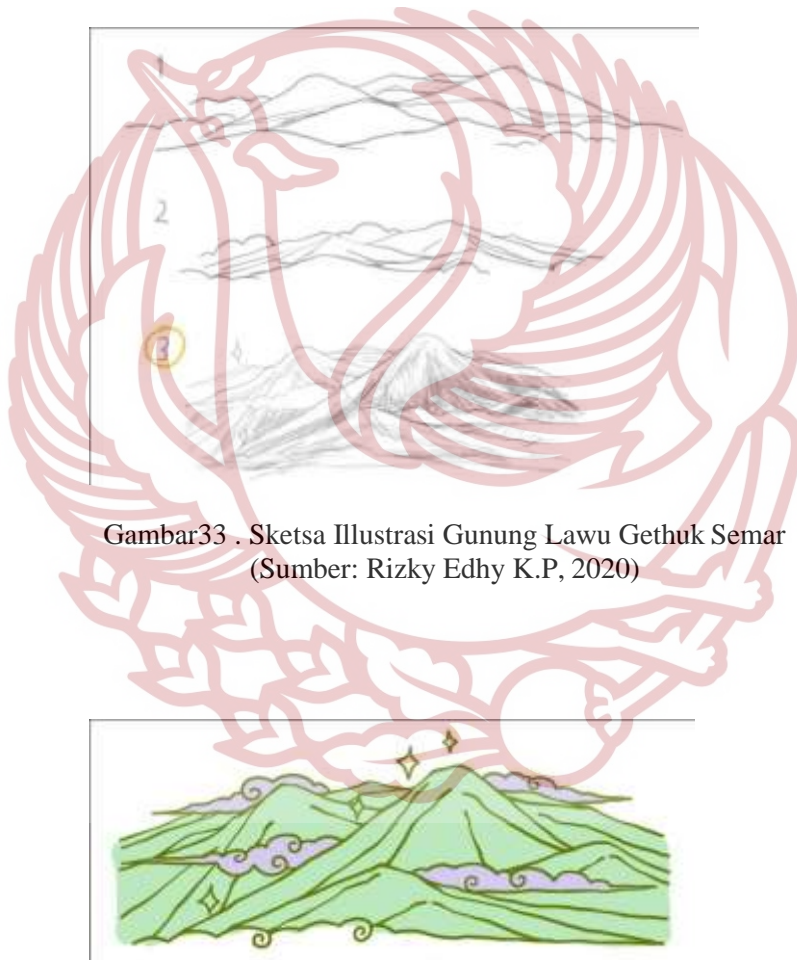 1
2
3
Gambar33 . Sketsa Illustrasi Gunung Lawu Gethuk Semar
(Sumber: Rizky Edhy K.P, 2020)